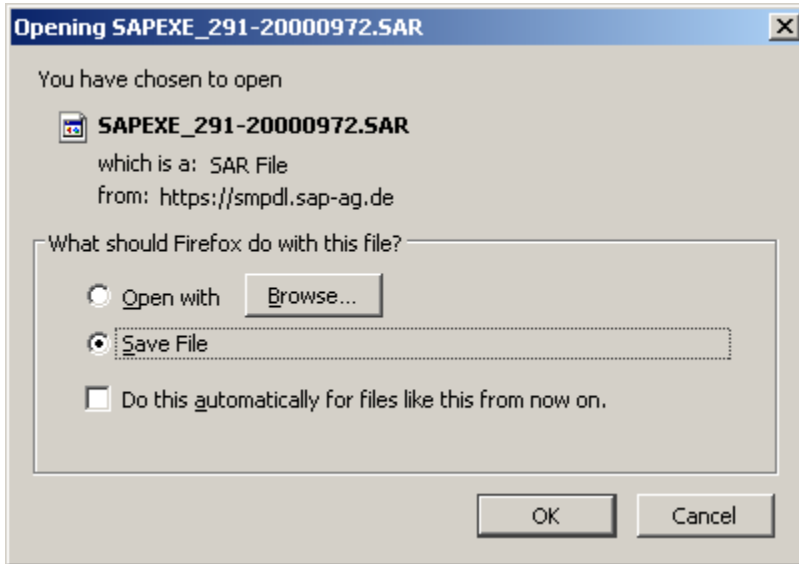 Opening SAPEXE_291-20000972.SAR
You have chosen to open
SAPEXE_291-20000972.SAR
which is a: SAR File
from: https://smpdl.sap-ag.de
What should Firefox do with this file?
Open with Browse...
Save File
Do this automatically for files like this from now on.
OK Cancel